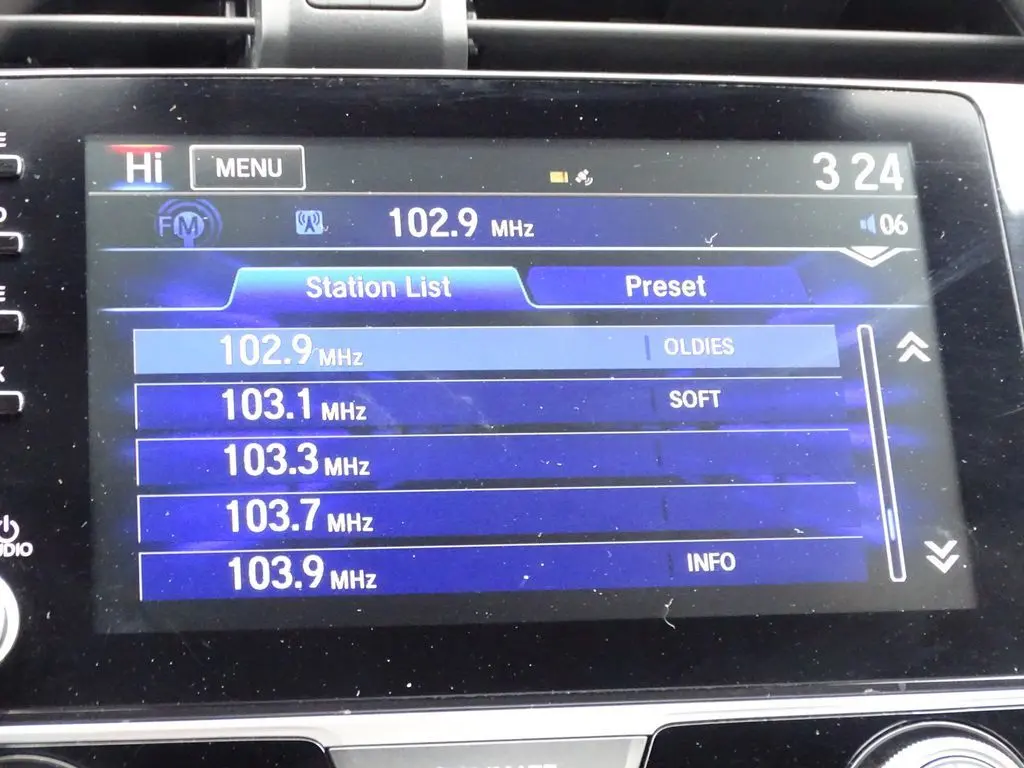 Hi MENU 3 24
FM 102.9 MHz 06
Station List Preset
102.9 MHz OLDIES
103.1 MHz SOFT
103.3 MHz
103.7 MHz
103.9 MHz INFO